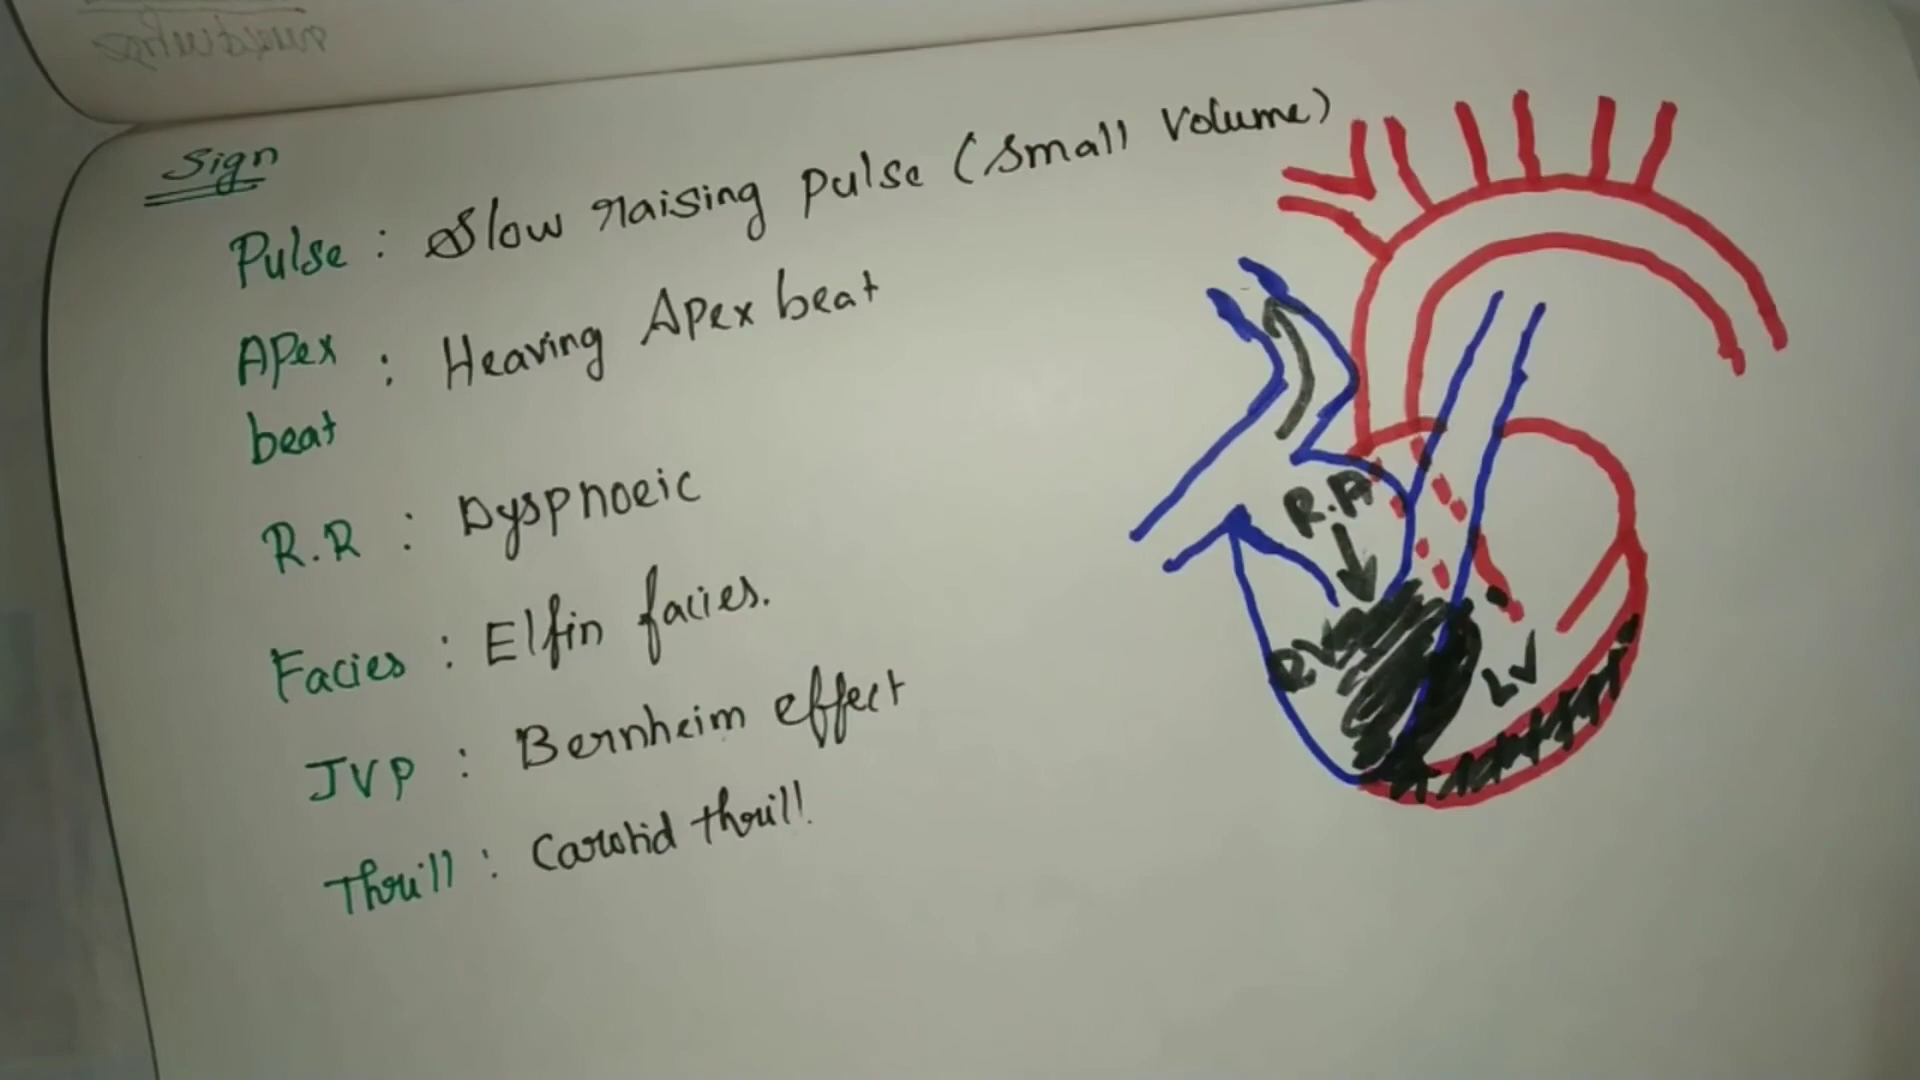 Sign
Pulse : Slow raising pulse (small volume)
Apex beat : Heaving Apex beat
R.R : Dyspnoeic
Facies : Elfin facies.
JVP : Bernheim effect
Thrill : Carotid thrill
R.A
RV
LV